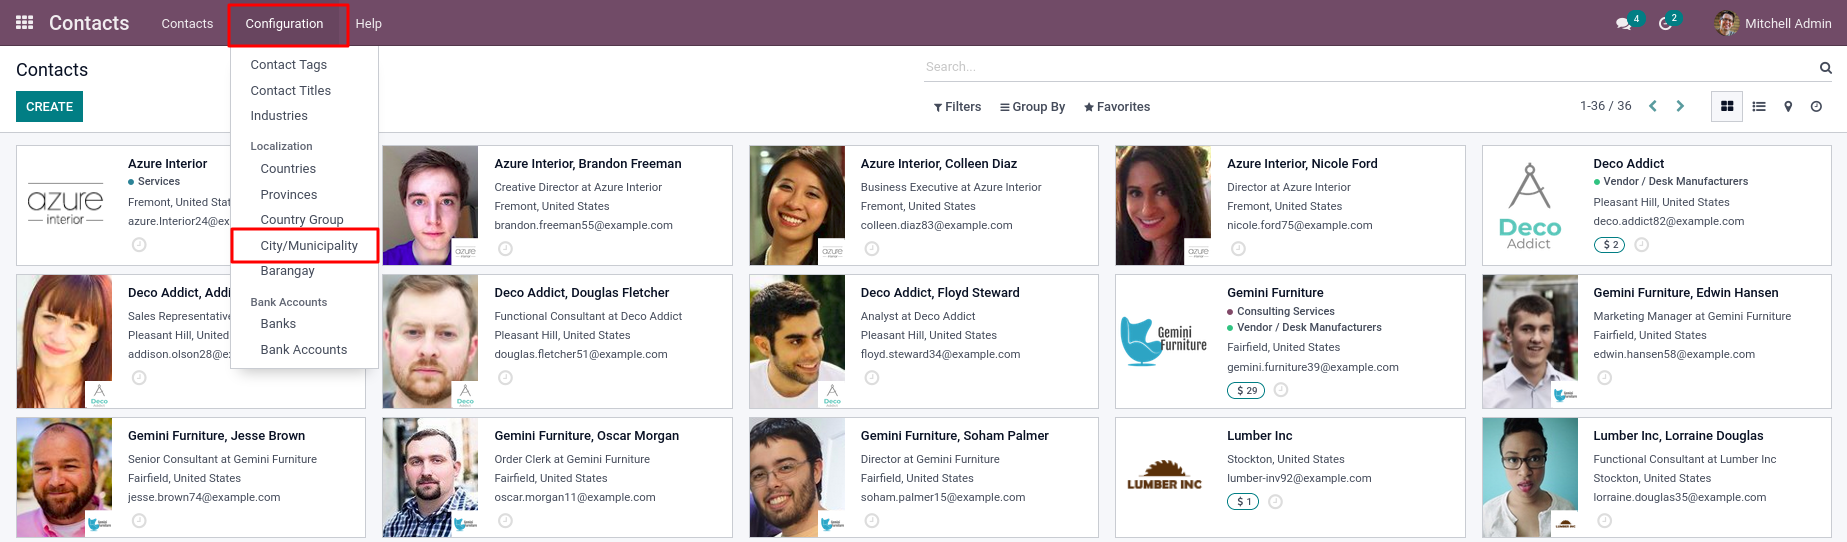 Contacts
Contacts
Configuration
Help
4
2
Mitchell Admin
Contacts
Search...
CREATE
Filters
Group By
Favorites
1-36 / 36
Contact Tags
Contact Titles
Industries
Localization
Countries
Provinces
Country Group
City/Municipality
Barangay
Bank Accounts
Banks
Bank Accounts
azure
interior
Azure Interior
Services
Fremont, United Stat
azure.Interior24@ex
Azure Interior, Brandon Freeman
Creative Director at Azure Interior
Fremont, United States
brandon.freeman55@example.com
azure
Azure Interior, Colleen Diaz
Business Executive at Azure Interior
Fremont, United States
colleen.diaz83@example.com
azure
Azure Interior, Nicole Ford
Director at Azure Interior
Fremont, United States
nicole.ford75@example.com
azure
Deco
Addict
Deco Addict
Vendor / Desk Manufacturers
Pleasant Hill, United States
deco.addict82@example.com
$ 2
Deco Addict, Addi
Sales Representative
Pleasant Hill, United
addison.olson28@ex
Deco
Deco Addict, Douglas Fletcher
Functional Consultant at Deco Addict
Pleasant Hill, United States
douglas.fletcher51@example.com
Deco
Deco Addict, Floyd Steward
Analyst at Deco Addict
Pleasant Hill, United States
floyd.steward34@example.com
Deco
Gemini
Furniture
Gemini Furniture
Consulting Services
Vendor / Desk Manufacturers
Fairfield, United States
gemini.furniture39@example.com
$ 29
Gemini Furniture, Edwin Hansen
Marketing Manager at Gemini Furniture
Fairfield, United States
edwin.hansen58@example.com
Gemini Furniture, Jesse Brown
Senior Consultant at Gemini Furniture
Fairfield, United States
jesse.brown74@example.com
Gemini Furniture, Oscar Morgan
Order Clerk at Gemini Furniture
Fairfield, United States
oscar.morgan11@example.com
Gemini Furniture, Soham Palmer
Director at Gemini Furniture
Fairfield, United States
soham.palmer15@example.com
LUMBER INC
Lumber Inc
Stockton, United States
lumber-inv92@example.com
$ 1
Lumber Inc, Lorraine Douglas
Functional Consultant at Lumber Inc
Stockton, United States
lorraine.douglas35@example.com
LUMBER INC